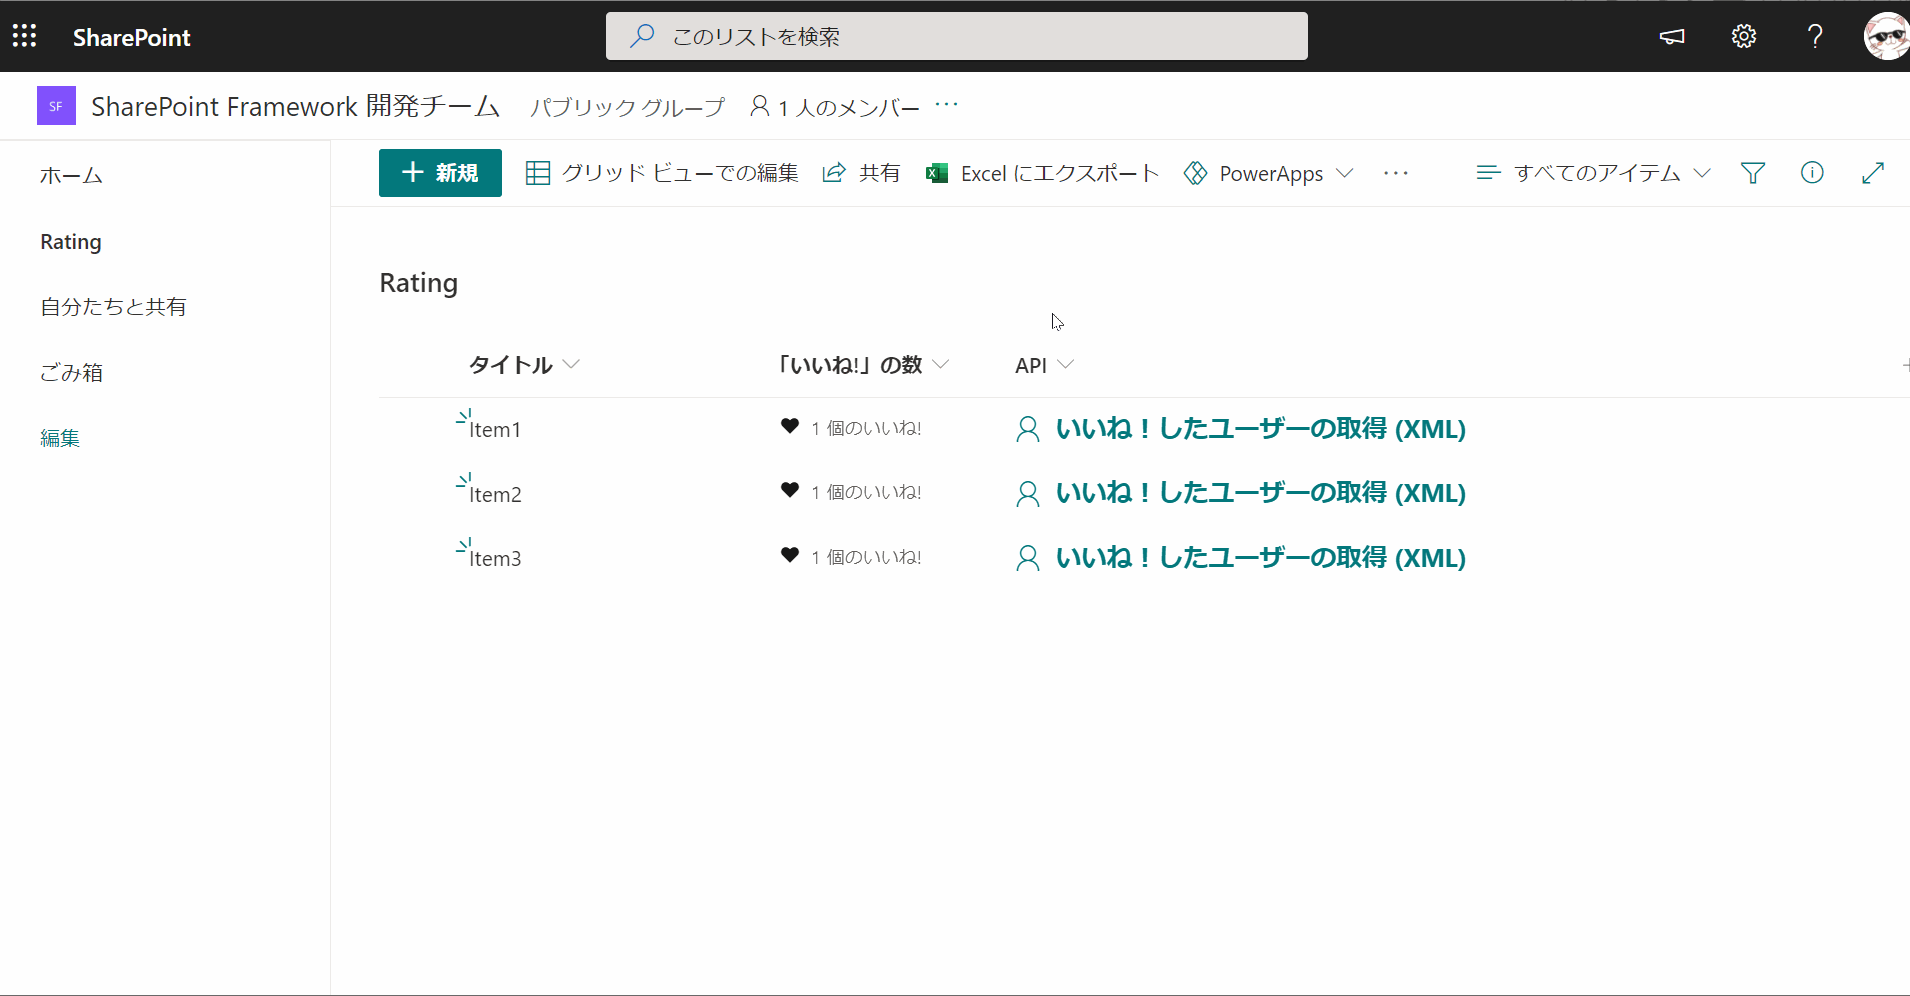 SharePoint
このリストを検索
SF SharePoint Framework 開発チーム パブリック グループ 1 人のメンバー ···
ホーム
Rating
自分たちと共有
ごみ箱
編集
+ 新規 グリッド ビューでの編集 共有 Excel にエクスポート PowerApps ··· すべてのアイテム
Rating
タイトル 「いいね!」の数 API
Item1 1 個のいいね! いいね！したユーザーの取得 (XML)
Item2 1 個のいいね! いいね！したユーザーの取得 (XML)
Item3 1 個のいいね! いいね！したユーザーの取得 (XML)